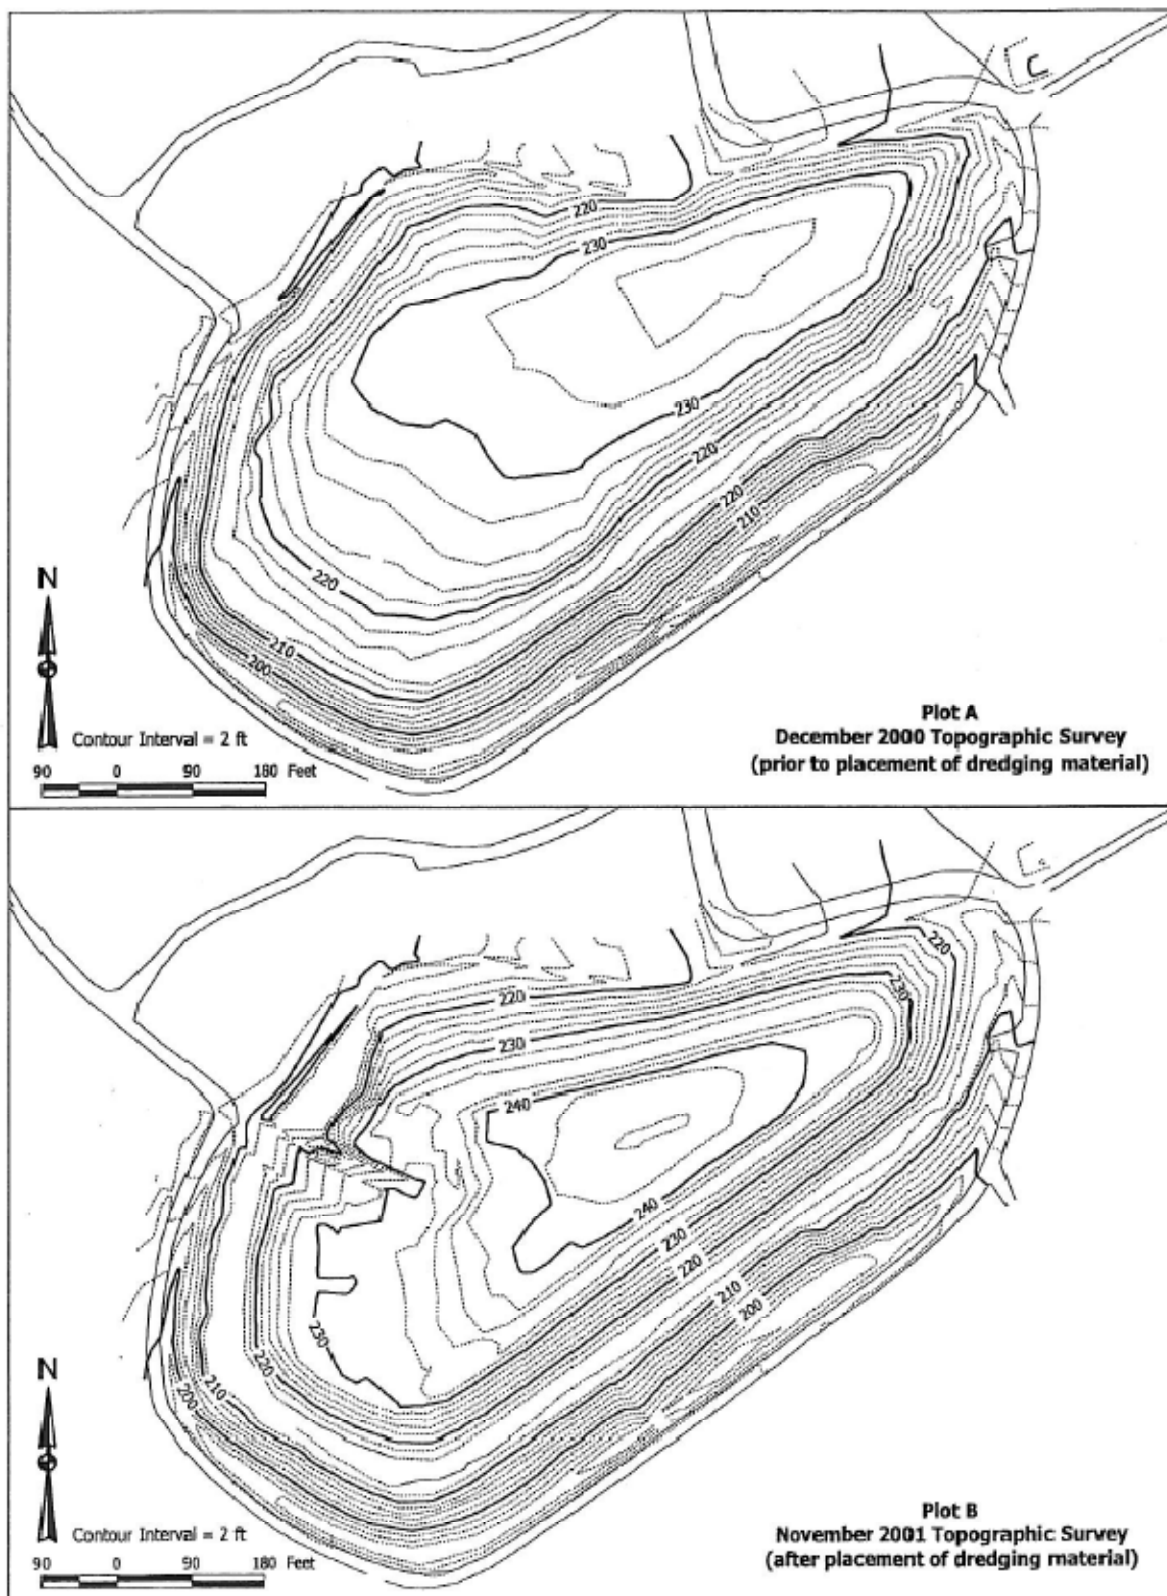 220
230
230
220
220
210
220
210
200
N
Contour Interval = 2 ft
90 0 90 180 Feet
Plot A
December 2000 Topographic Survey
(prior to placement of dredging material)
220
220
230
230
240
240
230
220
210
200
230
220
210
200
N
Contour Interval = 2 ft
90 0 90 180 Feet
Plot B
November 2001 Topographic Survey
(after placement of dredging material)